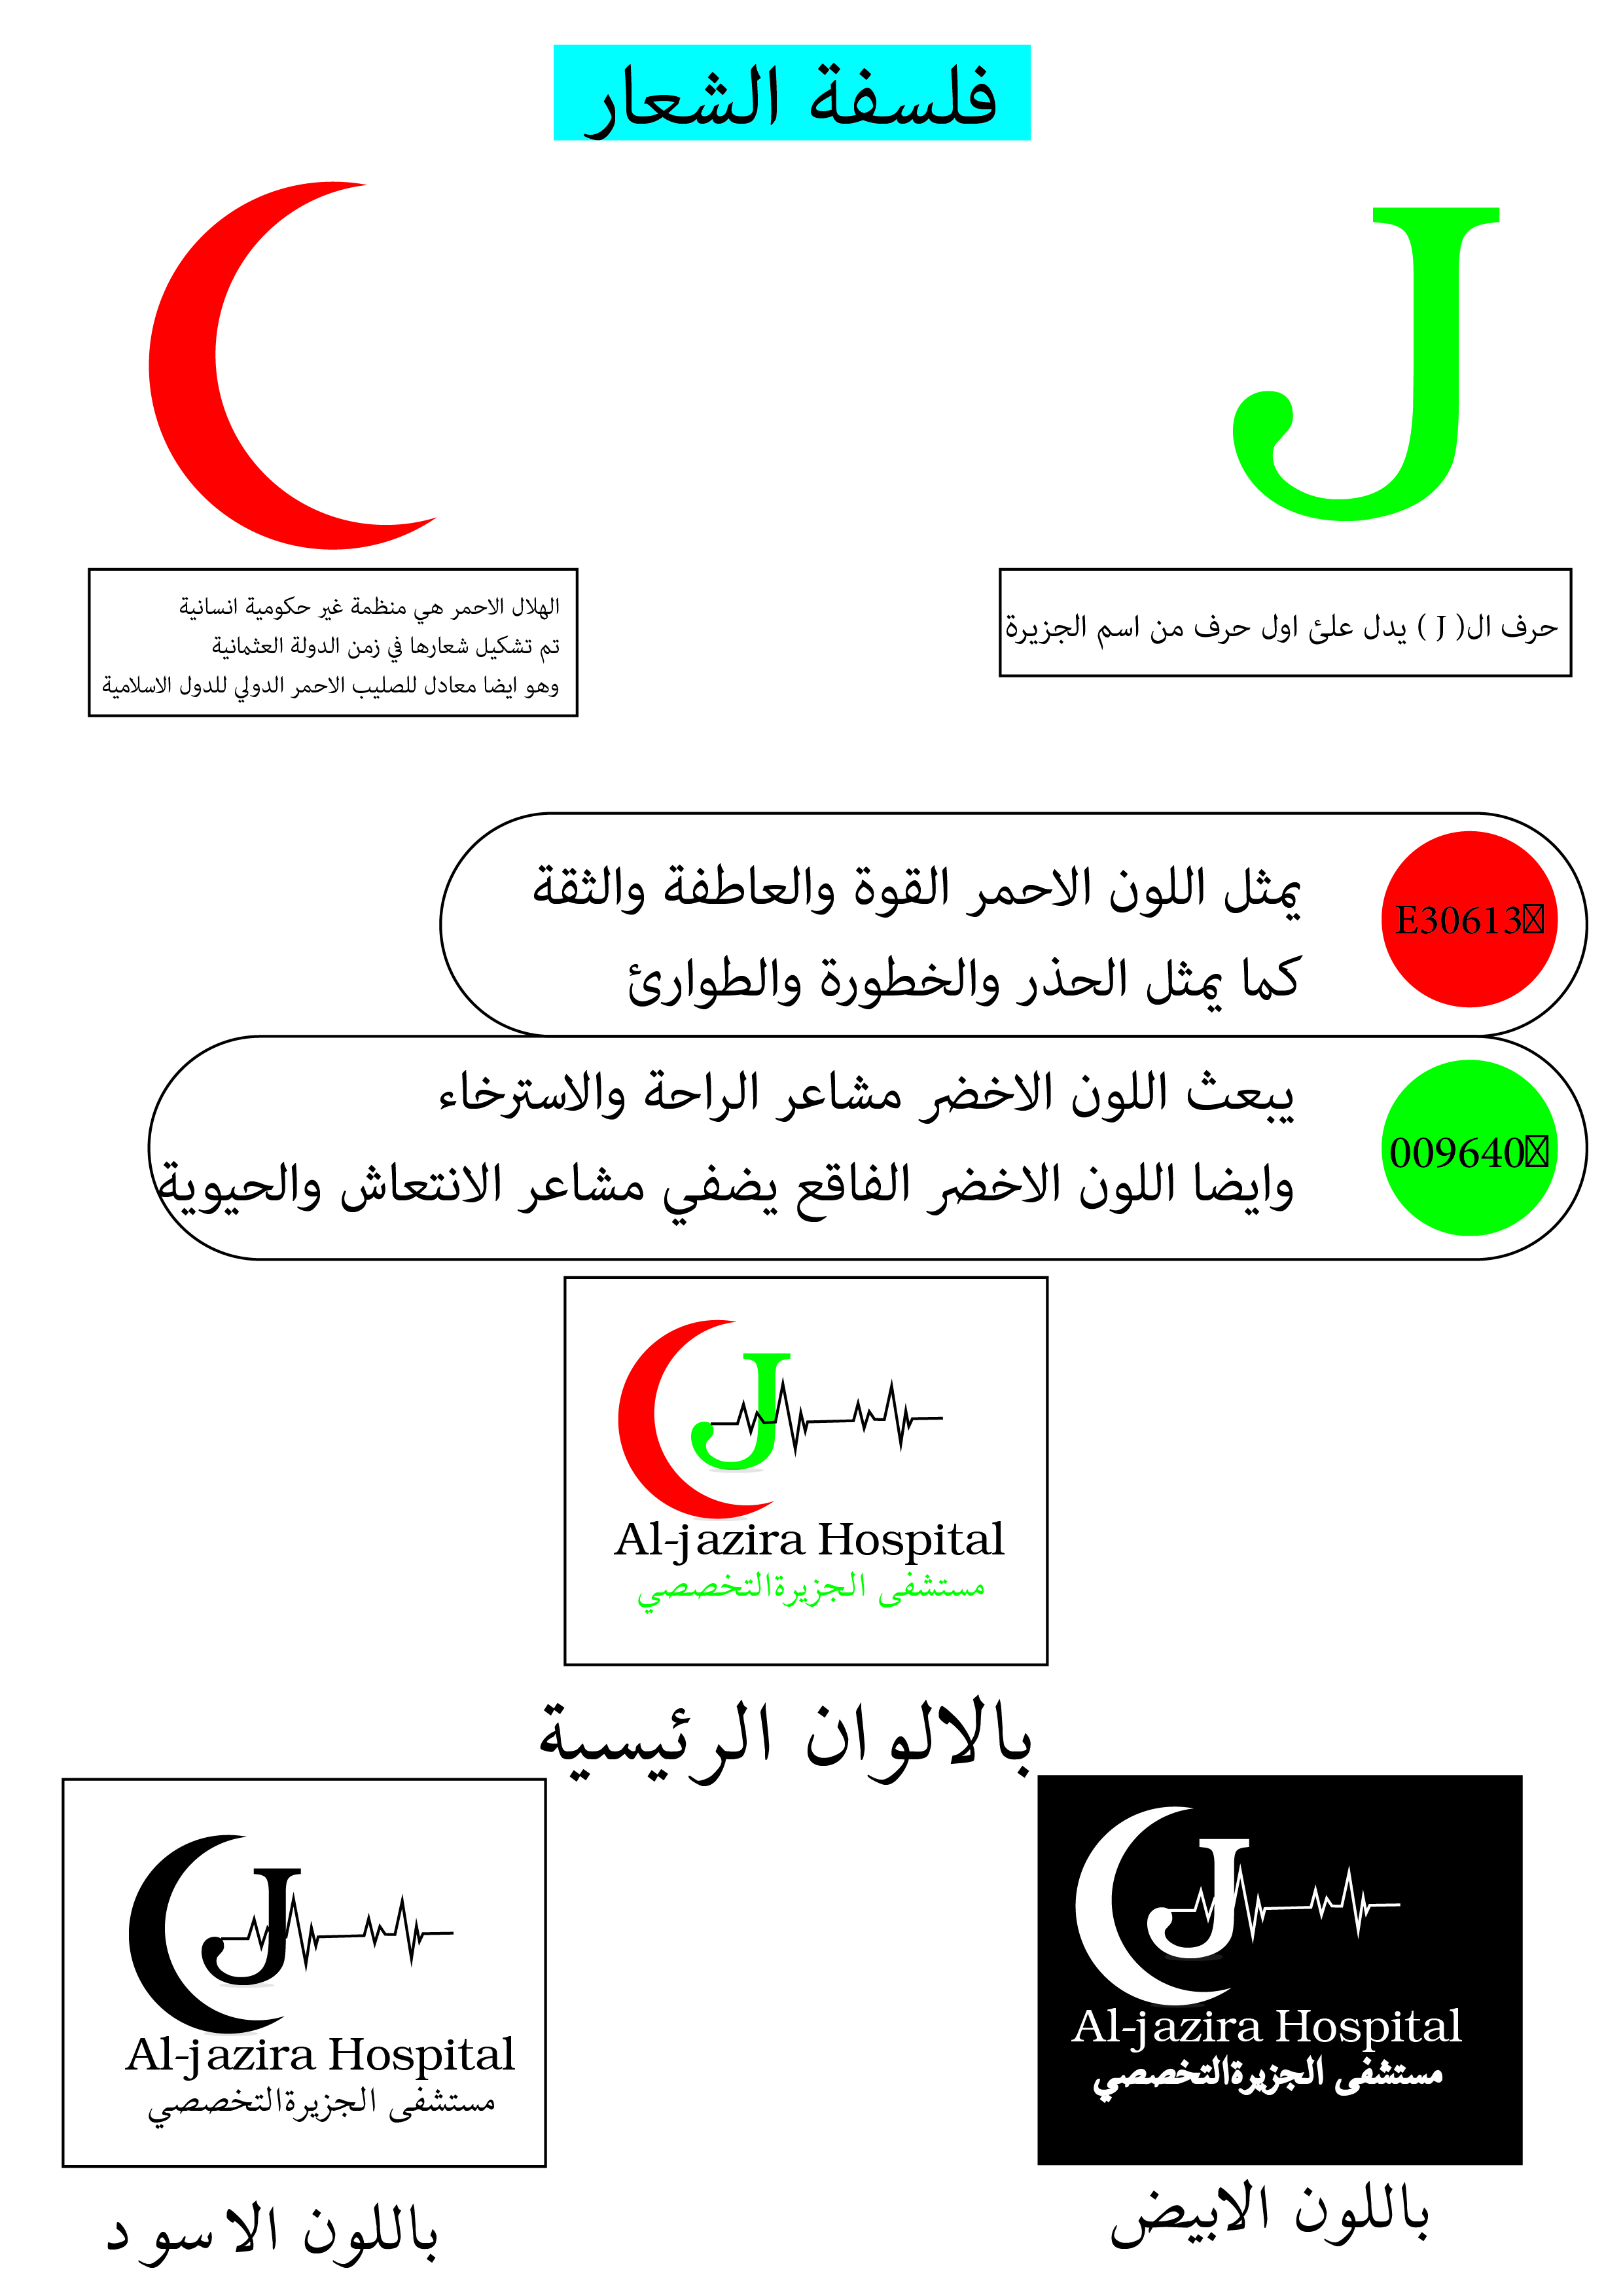 فلسفة الشعار
J
حرف ال( J ) يدل علئ اول حرف من اسم الجزيرة
الهلال الاحمر هي منظمة غير حكومية انسانية
تم تشكيل شعارها في زمن الدولة العثمانية
وهو ايضا معادل للصليب الاحمر الدولي للدول الاسلامية
يمثل اللون الاحمر القوة والعاطفة والثقة
كما يمثل الحذر والخطورة والطوارئ
E30613
يبعث اللون الاخضر مشاعر الراحة والاسترخاء
وايضا اللون الاخضر الفاقع يضفي مشاعر الانتعاش والحيوية
009640
J
Al-jazira Hospital
مستشفى الجزيرةالتخصصي
بالالوان الرئيسية
J
Al-jazira Hospital
مستشفى الجزيرةالتخصصي
باللون الابيض
J
Al-jazira Hospital
مستشفى الجزيرةالتخصصي
باللون الاسود